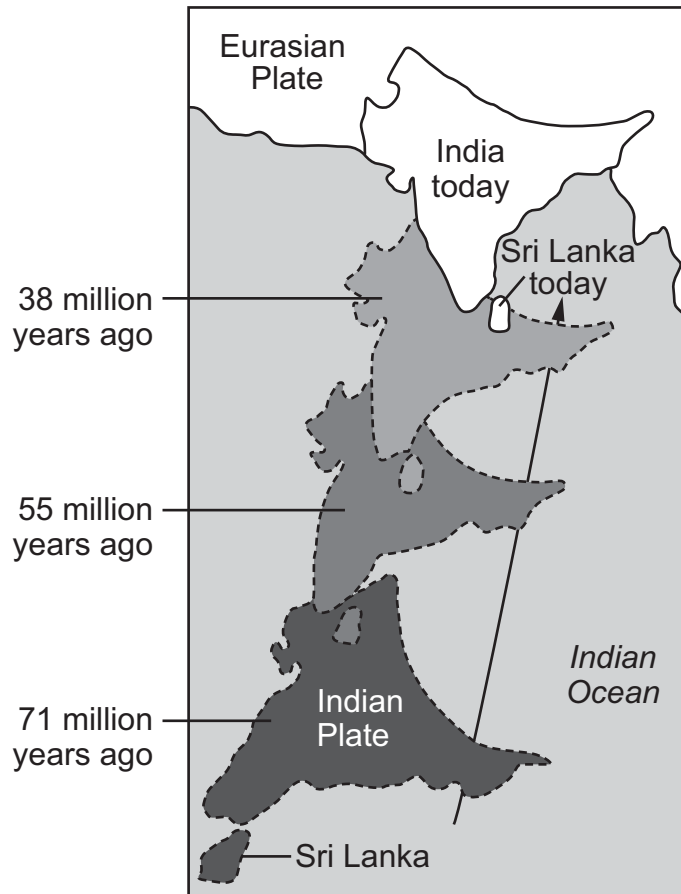 Eurasian
Plate
India
today
Sri Lanka
today
38 million
years ago
55 million
years ago
Indian
Ocean
71 million
years ago
Indian
Plate
Sri Lanka